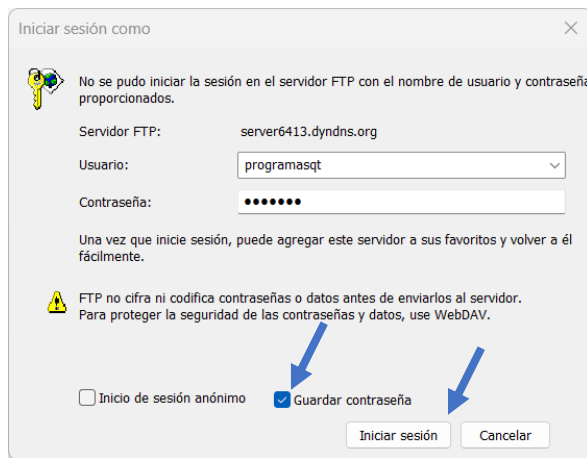 Iniciar sesión como
No se pudo iniciar la sesión en el servidor FTP con el nombre de usuario y contraseña
proporcionados.
Servidor FTP: server6413.dyndns.org
Usuario: programasqt
Contraseña: •••••••
Una vez que inicie sesión, puede agregar este servidor a sus favoritos y volver a él
fácilmente.
FTP no cifra ni codifica contraseñas o datos antes de enviarlos al servidor.
Para proteger la seguridad de las contraseñas y datos, use WebDAV.
Inicio de sesión anónimo Guardar contraseña
Iniciar sesión Cancelar